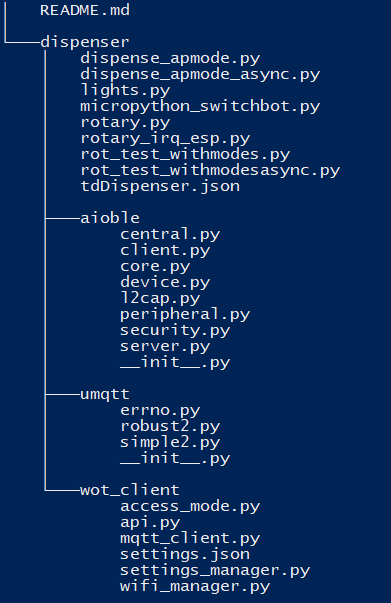 README.md
dispenser
dispense_apmode.py
dispense_apmode_async.py
lights.py
micropython_switchbot.py
rotary.py
rotary_irq_esp.py
rot_test_withmodes.py
rot_test_withmodesasync.py
tdDispenser.json
aioble
central.py
client.py
core.py
device.py
l2cap.py
peripheral.py
security.py
server.py
__init__.py
umqtt
errno.py
robust2.py
simple2.py
__init__.py
wot_client
access_mode.py
api.py
mqtt_client.py
settings.json
settings_manager.py
wifi_manager.py